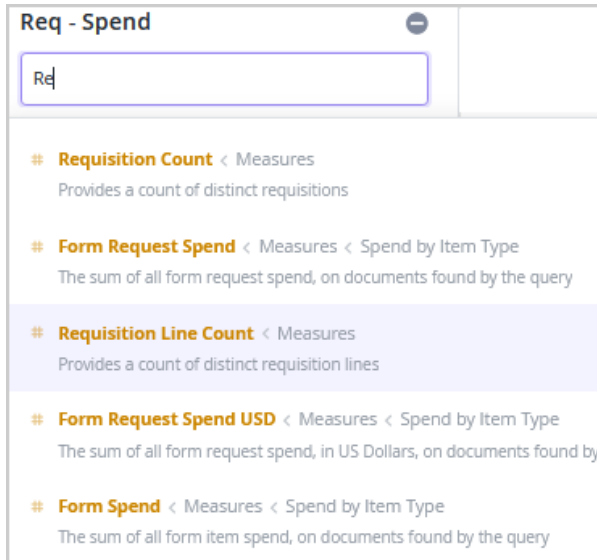 Req - Spend
Re
# Requisition Count < Measures
Provides a count of distinct requisitions
# Form Request Spend < Measures < Spend by Item Type
The sum of all form request spend, on documents found by the query
# Requisition Line Count < Measures
Provides a count of distinct requisition lines
# Form Request Spend USD < Measures < Spend by Item Type
The sum of all form request spend, in US Dollars, on documents found by
# Form Spend < Measures < Spend by Item Type
The sum of all form item spend, on documents found by the query